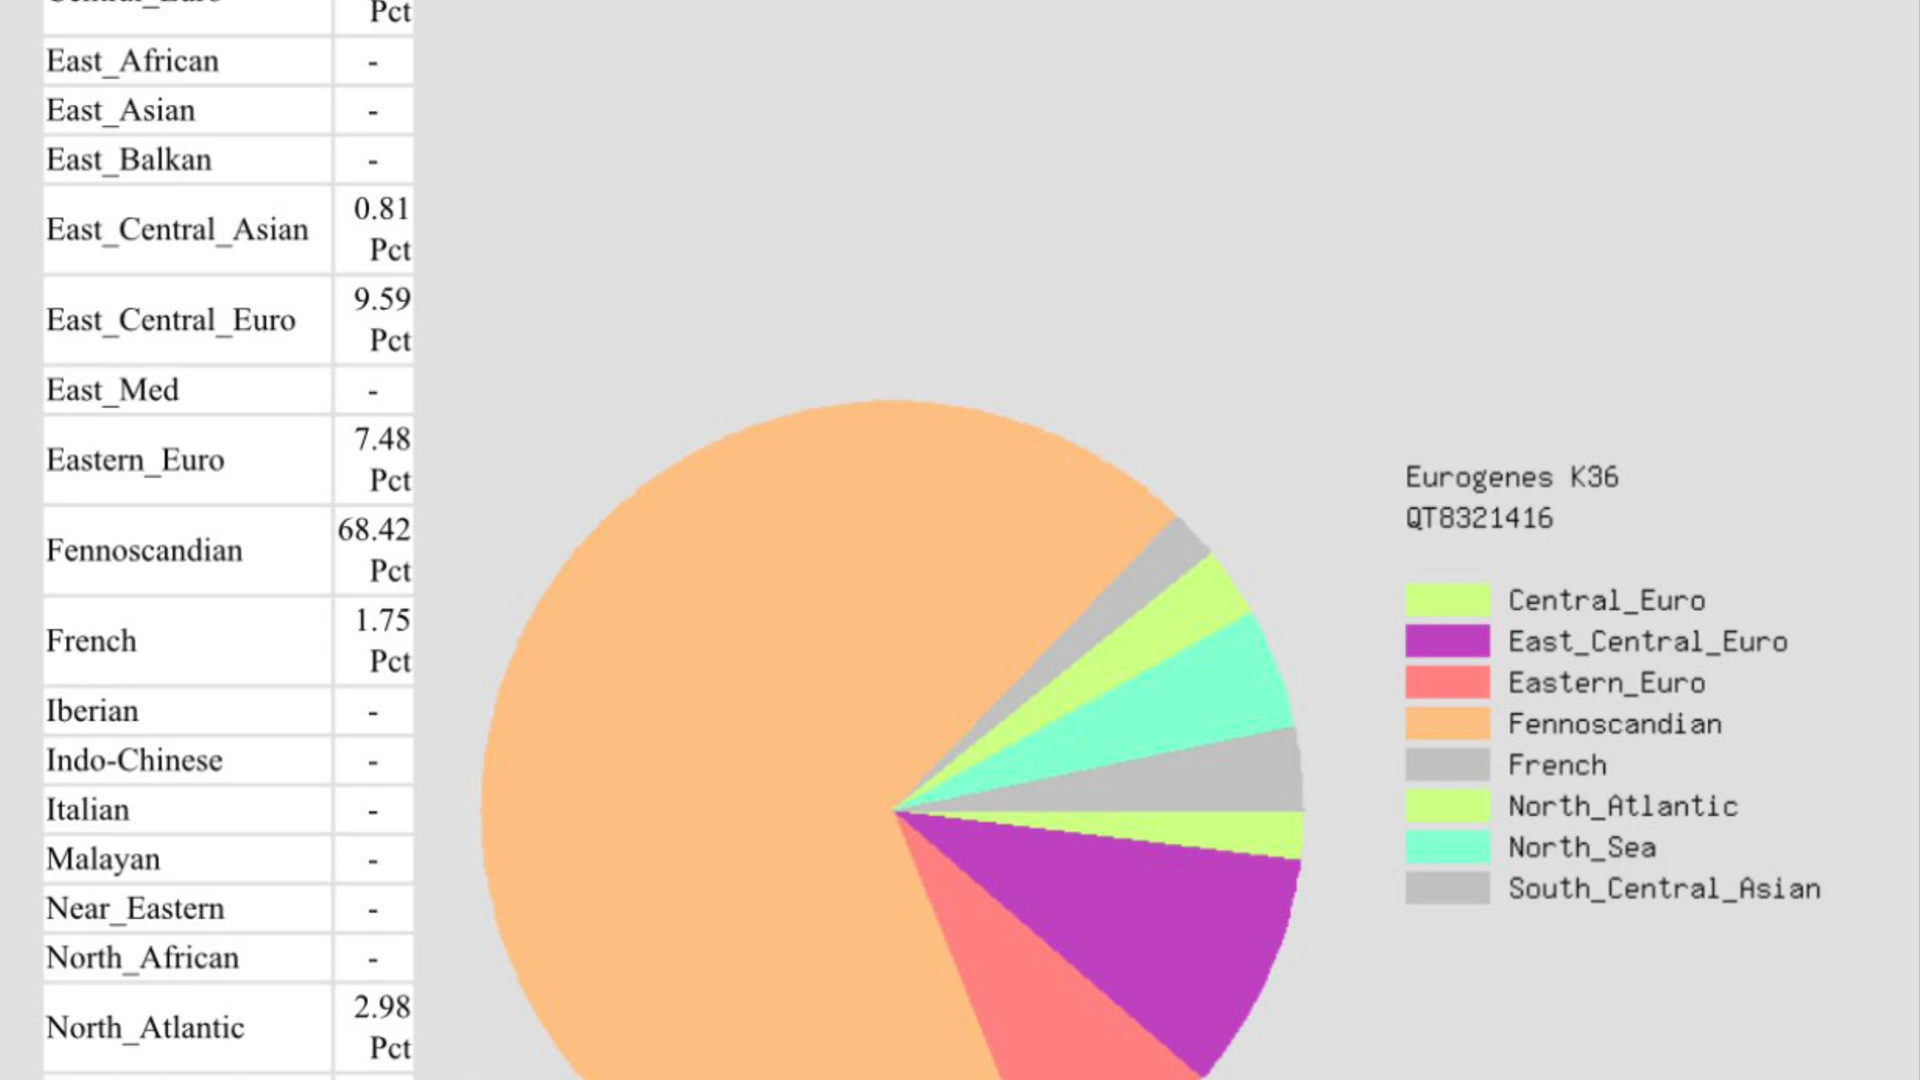 Pct
East_African -
East_Asian -
East_Balkan -
0.81
East_Central_Asian
Pct
9.59
East_Central_Euro
Pct
East_Med -
7.48
Eastern_Euro
Pct
68.42
Fennoscandian
Pct
1.75
French
Pct
Iberian -
Indo-Chinese -
Italian -
Malayan -
Near_Eastern -
North_African -
2.98
North_Atlantic
Pct
Eurogenes K36
QT8321416
Central_Euro
East_Central_Euro
Eastern_Euro
Fennoscandian
French
North_Atlantic
North_Sea
South_Central_Asian